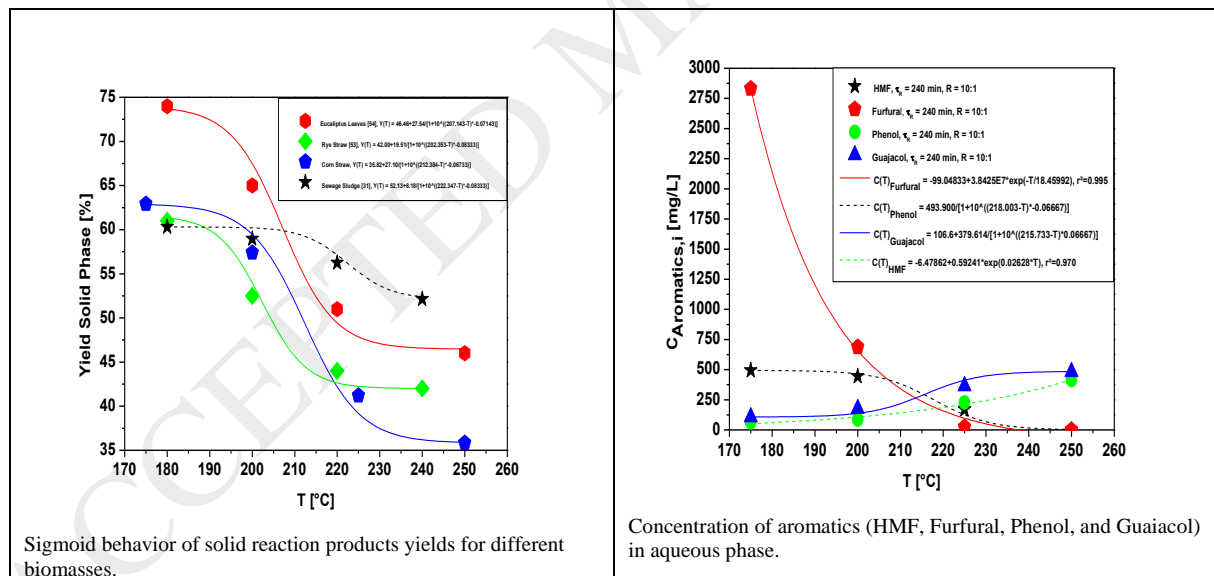 CCEPTED MA
75
70
65
60
55
50
45
40
35
Yield Solid Phase [%]
Eucaliptus Leaves [54], Y(T) = 46.46+27.54/[1+10^((207.143-T)*-0.07143)]
Rye Straw [53], Y(T) = 42.00+19.51/[1+10^((202.353-T)*-0.08333)]
Corn Straw, Y(T) = 35.82+27.10/[1+10^((212.384-T)*-0.06733)]
Sewage Sludge [31], Y(T) = 52.13+8.18/[1+10^((222.347-T)*-0.08333)]
170 180 190 200 210 220 230 240 250 260
T [°C]
Sigmoid behavior of solid reaction products yields for different
biomasses.
3000
2750
2500
2250
2000
1750
1500
1250
1000
750
500
250
0
C Aromatics,i [mg/L]
HMF, τR = 240 min, R = 10:1
Furfural, τR = 240 min, R = 10:1
Phenol, τR = 240 min, R = 10:1
Guajacol, τR = 240 min, R = 10:1
C(T)Furfural = -99.04833+3.8425E7*exp(-T/18.45992), r²=0.995
C(T)Phenol = 493.900/[1+10^((218.003-T)*-0.06667)]
C(T)Guajacol = 106.6+379.614/[1+10^((215.733-T)*0.06667)]
C(T)HMF = -6.47862+0.59241*exp(0.02628*T), r²=0.970
170 180 190 200 210 220 230 240 250 260
T [°C]
Concentration of aromatics (HMF, Furfural, Phenol, and Guaiacol)
in aqueous phase.